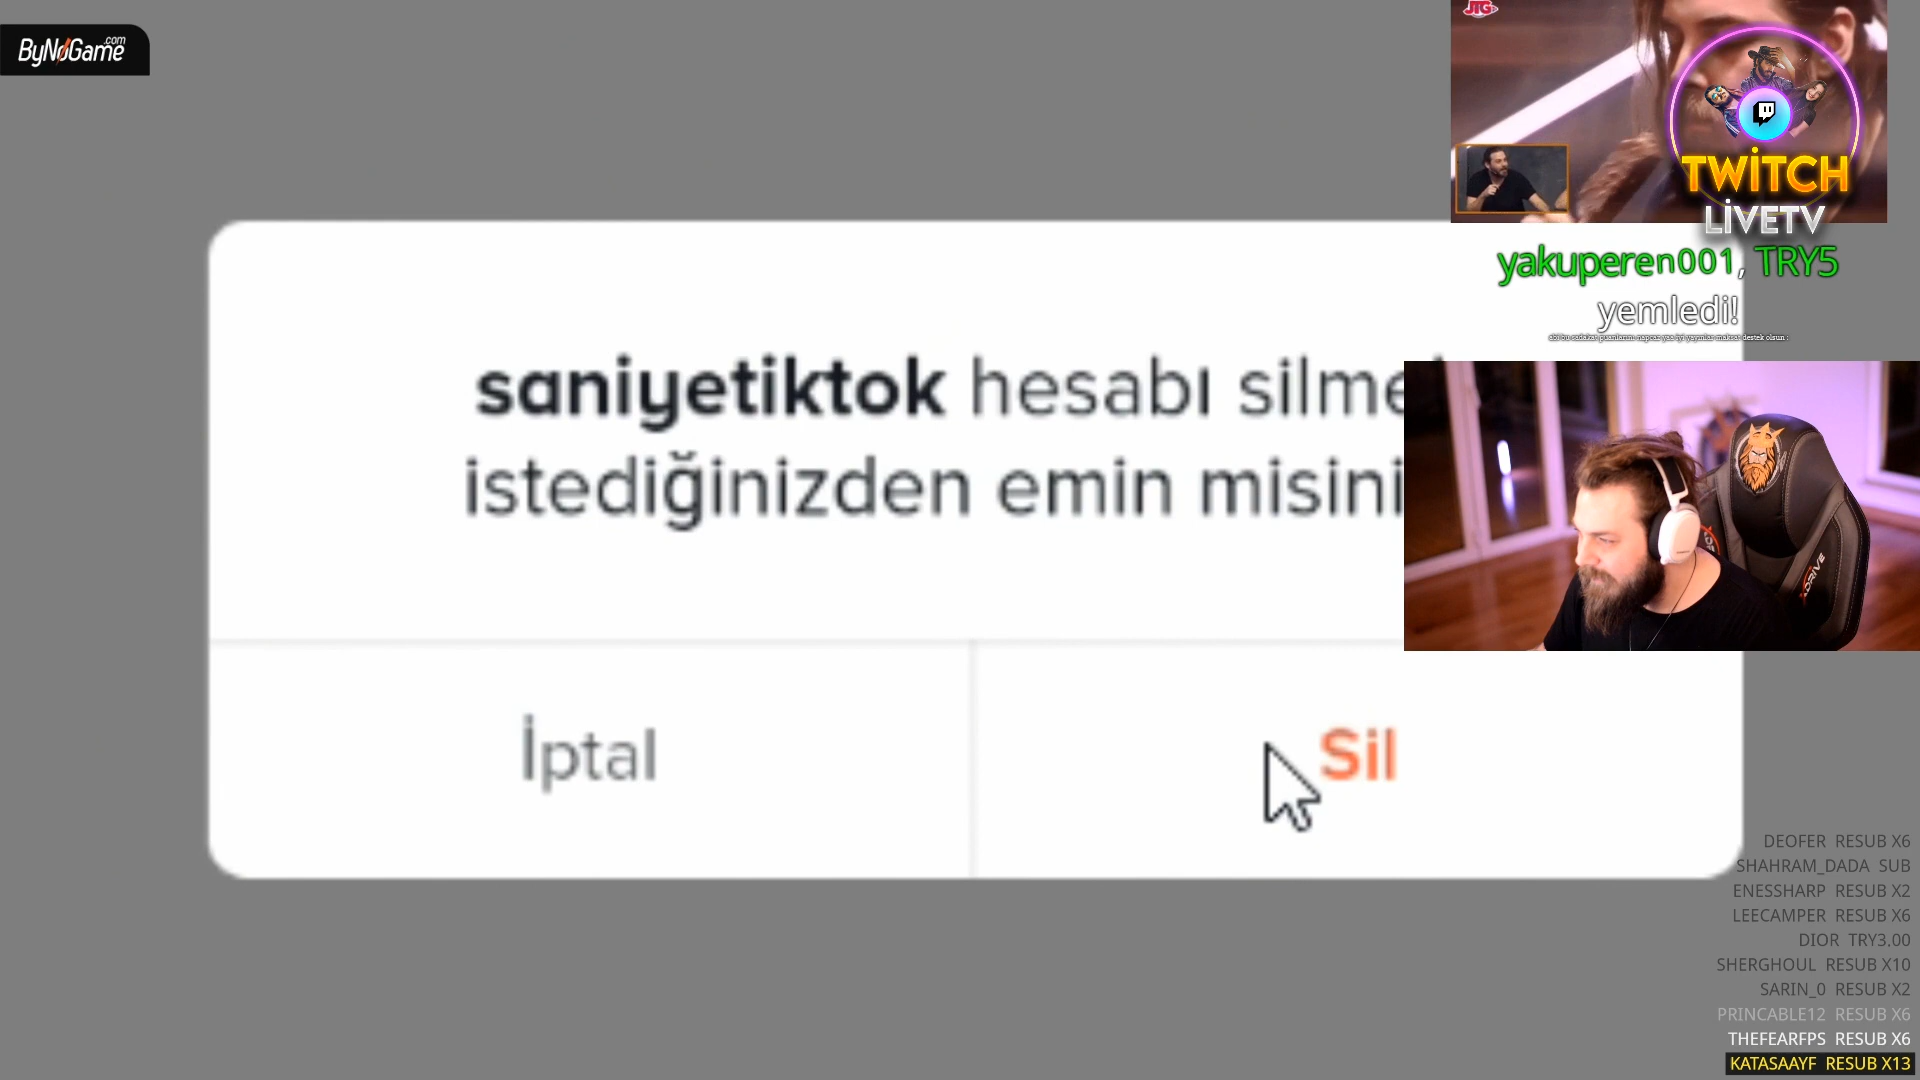 ByNoGame.com
JTG
TWİTCH
LİVETV
yakuperen001, TRY5
yemledi!
saniyetiktok hesabı silme
istediğinizden emin misini
İptal
Sil
DRIVE
DEOFER RESUB X6
SHAHRAM_DADA SUB
ENESSHARP RESUB X2
LEECAMPER RESUB X6
DIOR TRY3.00
SHERGHOUL RESUB X10
SARIN_0 RESUB X2
PRINCABLE12 RESUB X6
THEFEARFPS RESUB X6
KATASAAYF RESUB X13